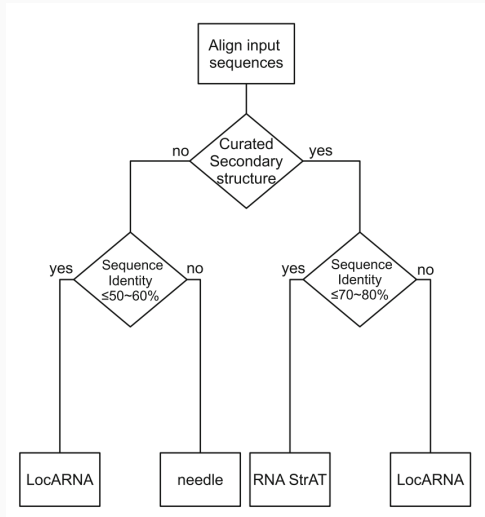 Align input
sequences
no
Curated
Secondary
structure
yes
yes
Sequence
Identity
≤50~60%
no
yes
Sequence
Identity
≤70~80%
no
LocARNA
needle
RNA StrAT
LocARNA